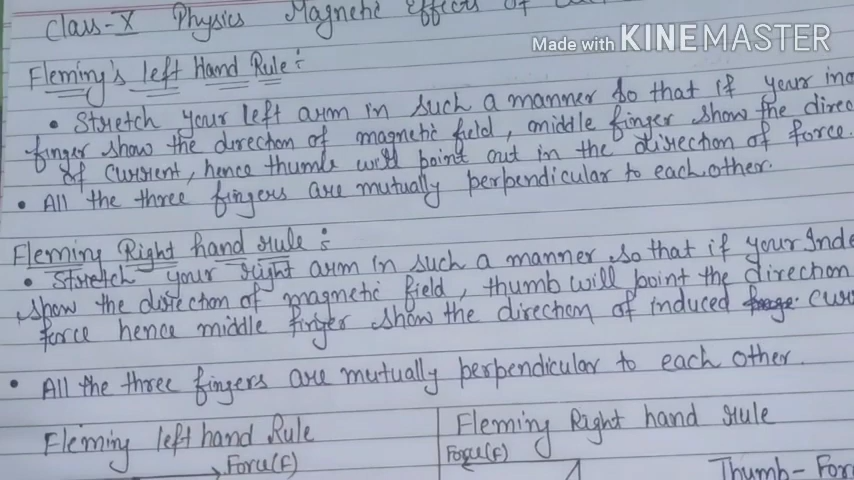 Class-X Physics Magnetic Effects of
Made with KINEMASTER
Fleming's left Hand Rule:
• Stretch your left arm in such a manner so that if your
finger show the direction of magnetic field, middle finger show the
of current, hence thumb will point out in the direction of force.
• All the three fingers are mutually perpendicular to each other.
Fleming Right hand rule:
• Stretch your right arm in such a manner so that if your
show the direction of magnetic field, thumb will point the direction
force hence middle finger show the direction of induced
• All the three fingers are mutually perpendicular to each other.
Fleming left hand Rule
Fleming Right hand rule
Force(F)
Force(F)
Thumb-